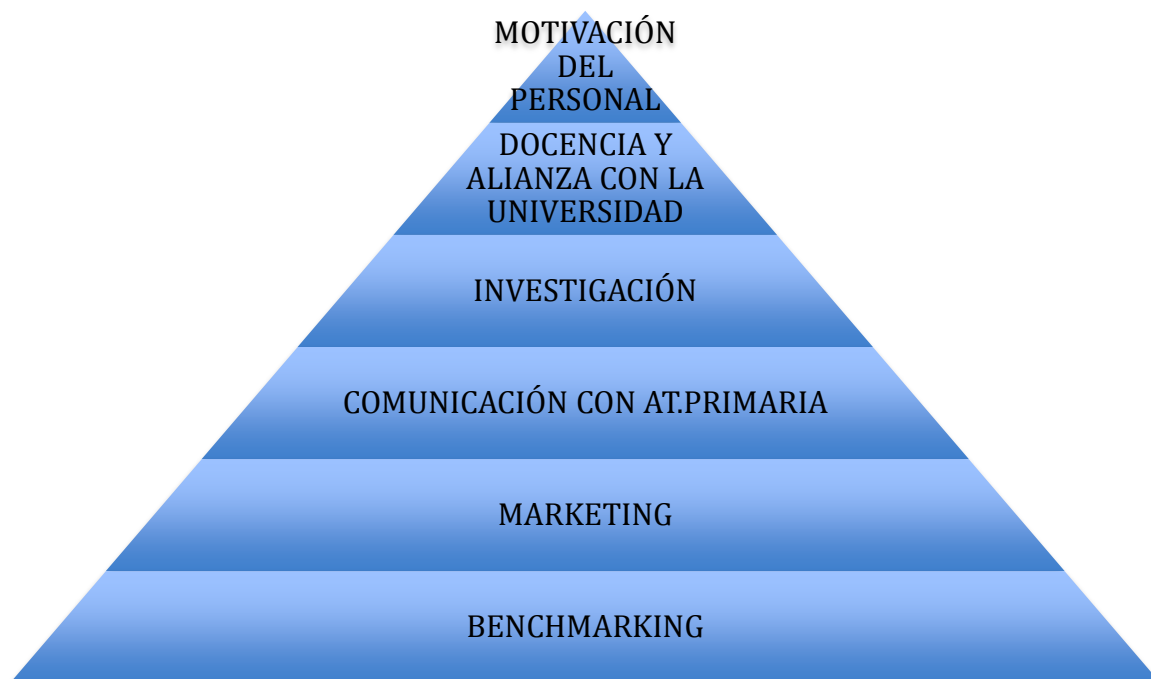 MOTIVACIÓN
DEL
PERSONAL
DOCENCIA Y
ALIANZA CON LA
UNIVERSIDAD
INVESTIGACIÓN
COMUNICACIÓN CON AT.PRIMARIA
MARKETING
BENCHMARKING